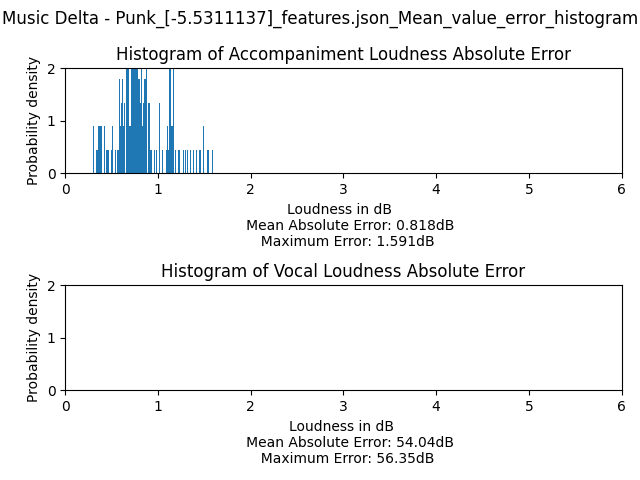 Music Delta - Punk_[-5.5311137]_features.json_Mean_value_error_histogram
Histogram of Accompaniment Loudness Absolute Error
Probability density
2
1
0
0 1 2 3 4 5 6
Loudness in dB
Mean Absolute Error: 0.818dB
Maximum Error: 1.591dB
Histogram of Vocal Loudness Absolute Error
Probability density
2
1
0
0 1 2 3 4 5 6
Loudness in dB
Mean Absolute Error: 54.04dB
Maximum Error: 56.35dB